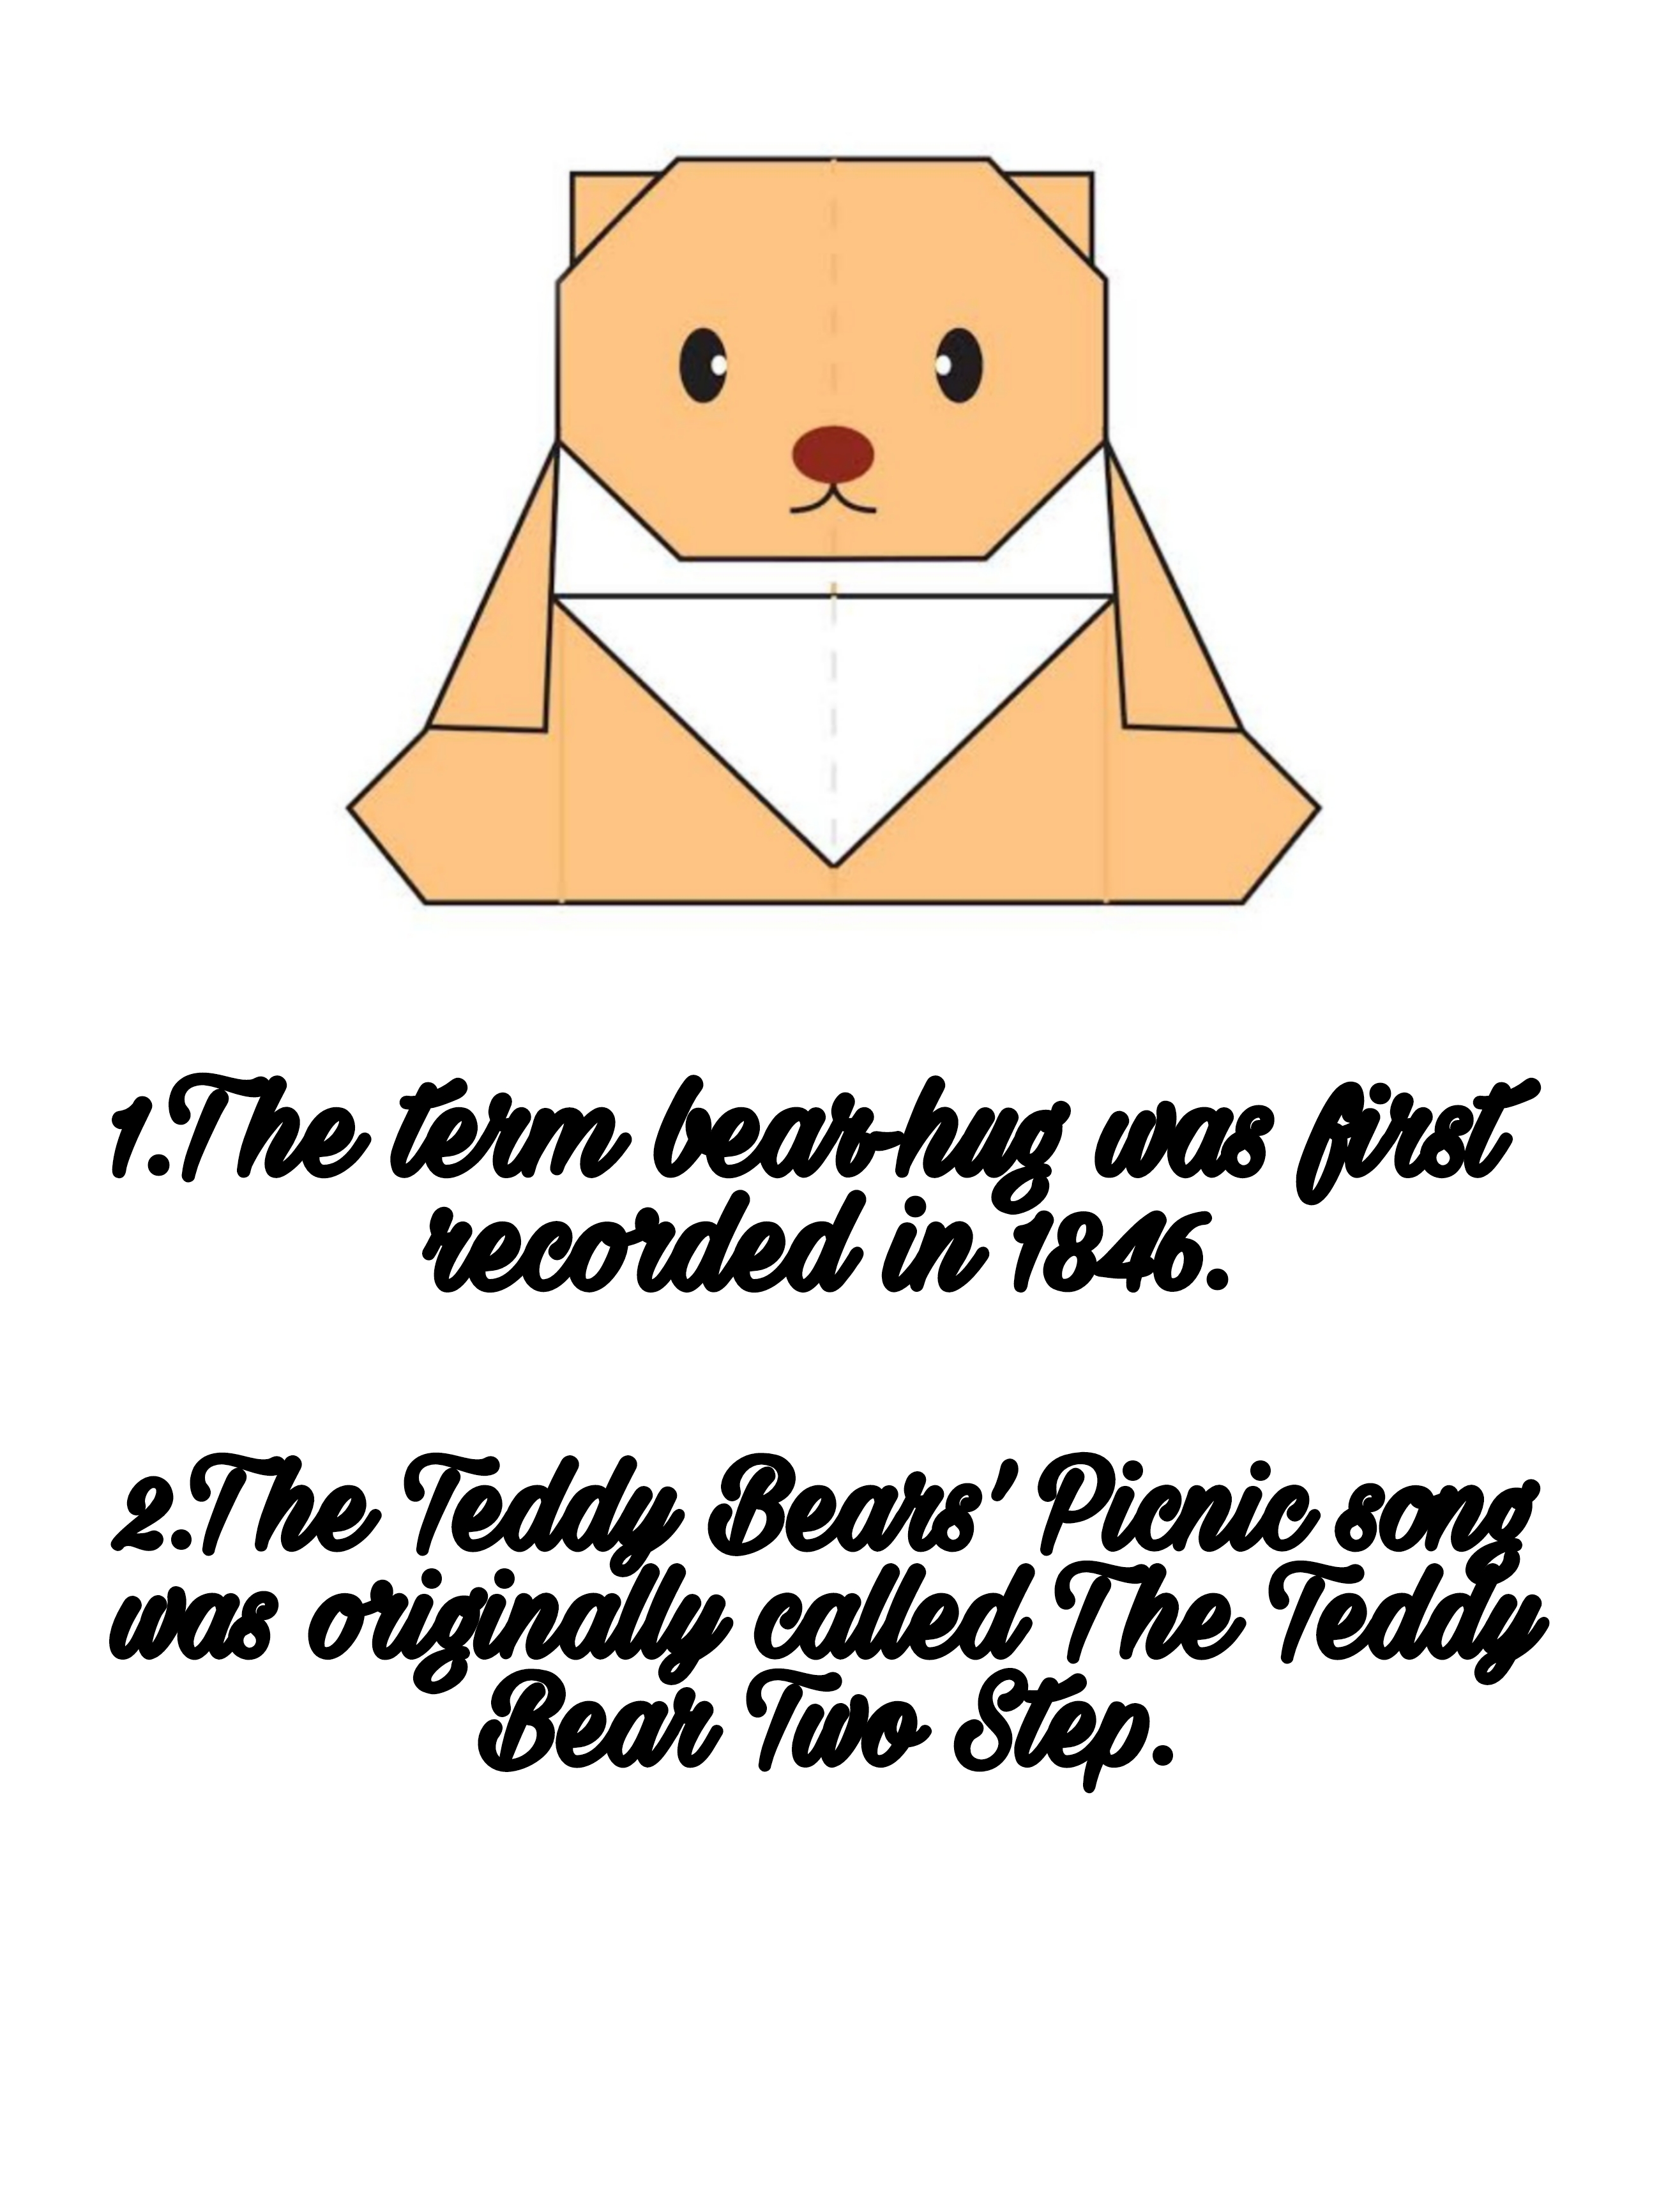 1.The term bear-hug was first
recorded in 1846.
2.The Teddy Bears' Picnic song
was originally called The Teddy
Bear Two Step.